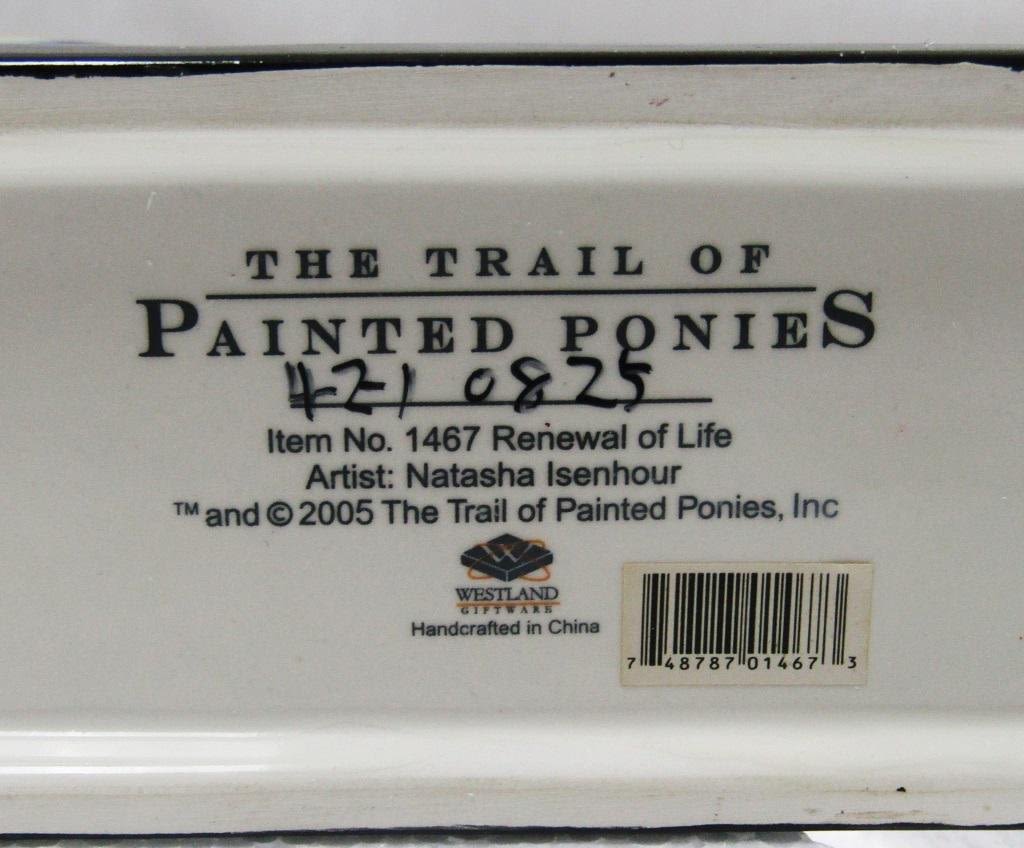 THE TRAIL OF
PAINTED PONIES
421 0825
Item No. 1467 Renewal of Life
Artist: Natasha Isenhour
™ and © 2005 The Trail of Painted Ponies, Inc
W
WESTLAND
GIFTWARE
Handcrafted in China
7 48787 01467 3